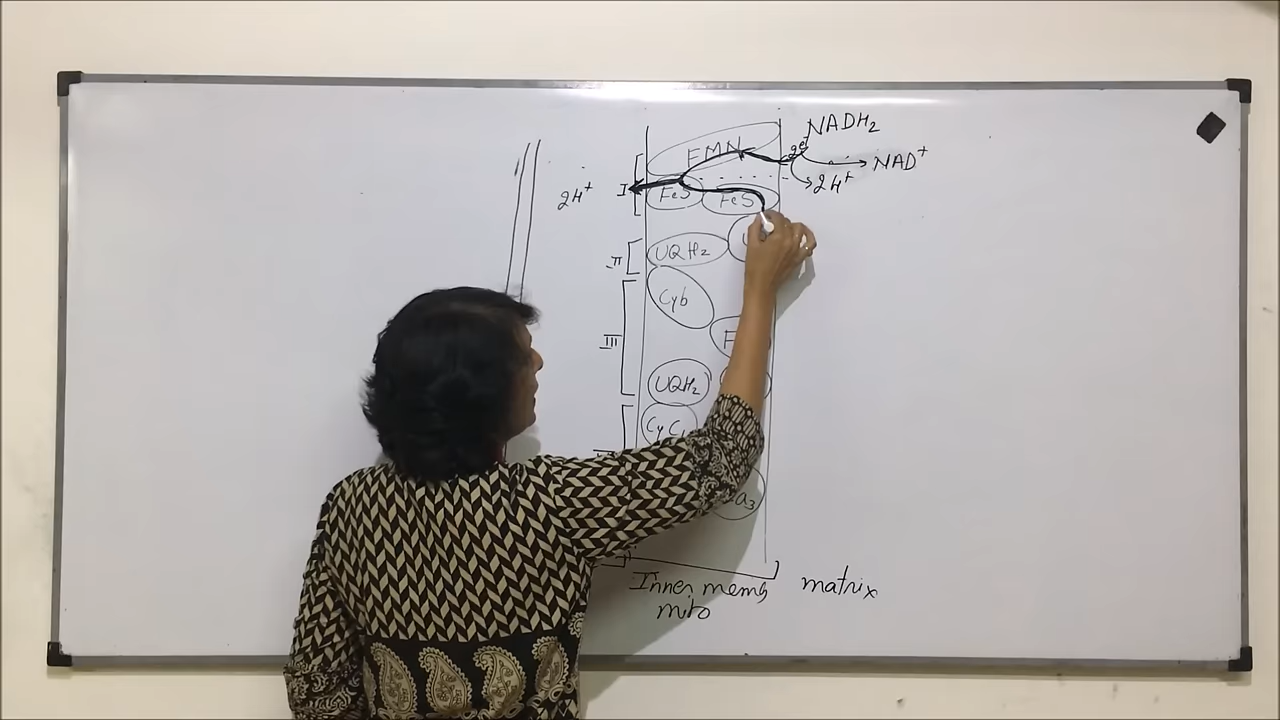 NADH₂
FMN 2e⁻ NAD⁺
2H⁺ I FeS FeS 2H⁺
II UQH₂
Cyb
III
UQH₂
Cy C₁
a₃
Inner memb matrix
mito